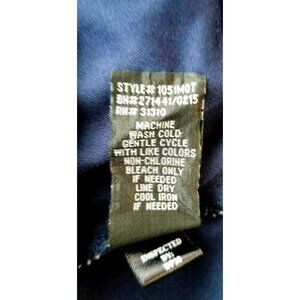 STYLE# 1051M0T
BN#271441/0215
RN# 31310
MACHINE
WASH COLD
GENTLE CYCLE
WITH LIKE COLORS
NON-CHLORINE
BLEACH ONLY
IF NEEDED
LINE DRY
COOL IRON
IF NEEDED
INSPECTED
BY: